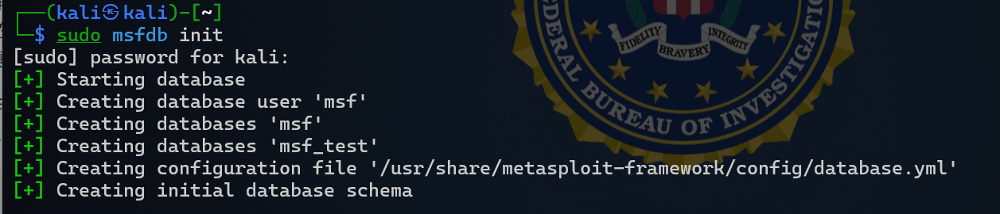 ┌──(kali㉿kali)-[~]
└─$ sudo msfdb init
[sudo] password for kali:
[+] Starting database
[+] Creating database user 'msf'
[+] Creating databases 'msf'
[+] Creating databases 'msf_test'
[+] Creating configuration file '/usr/share/metasploit-framework/config/database.yml'
[+] Creating initial database schema
FIDELITY
BRAVERY
INTEGRITY
BUREAU OF